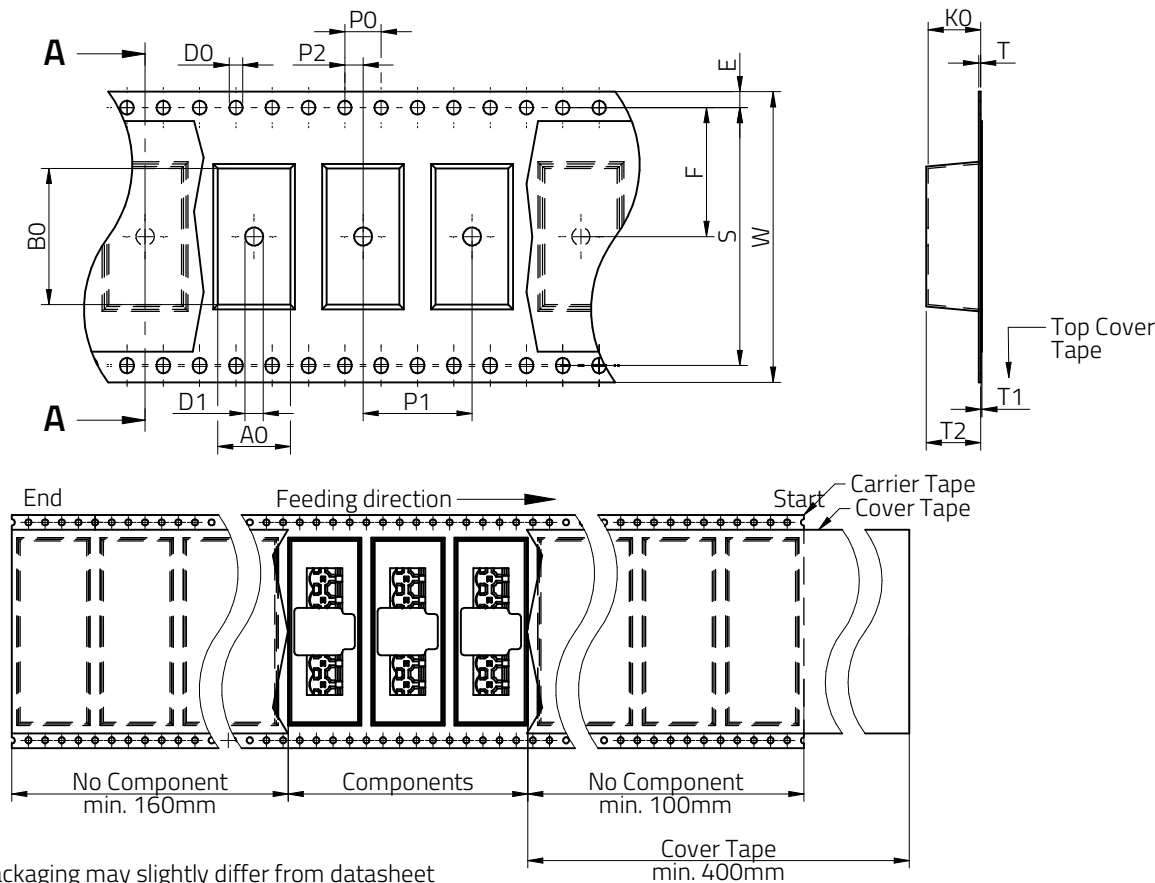 A
D0
P2
P0
E
K0
T
B0
F
S
W
Top Cover
Tape
A
D1
A0
P1
T1
T2
End
Feeding direction
Start
Carrier Tape
Cover Tape
No Component
min. 160mm
Components
No Component
min. 100mm
Cover Tape
min. 400mm
may slightly differ from datasheet